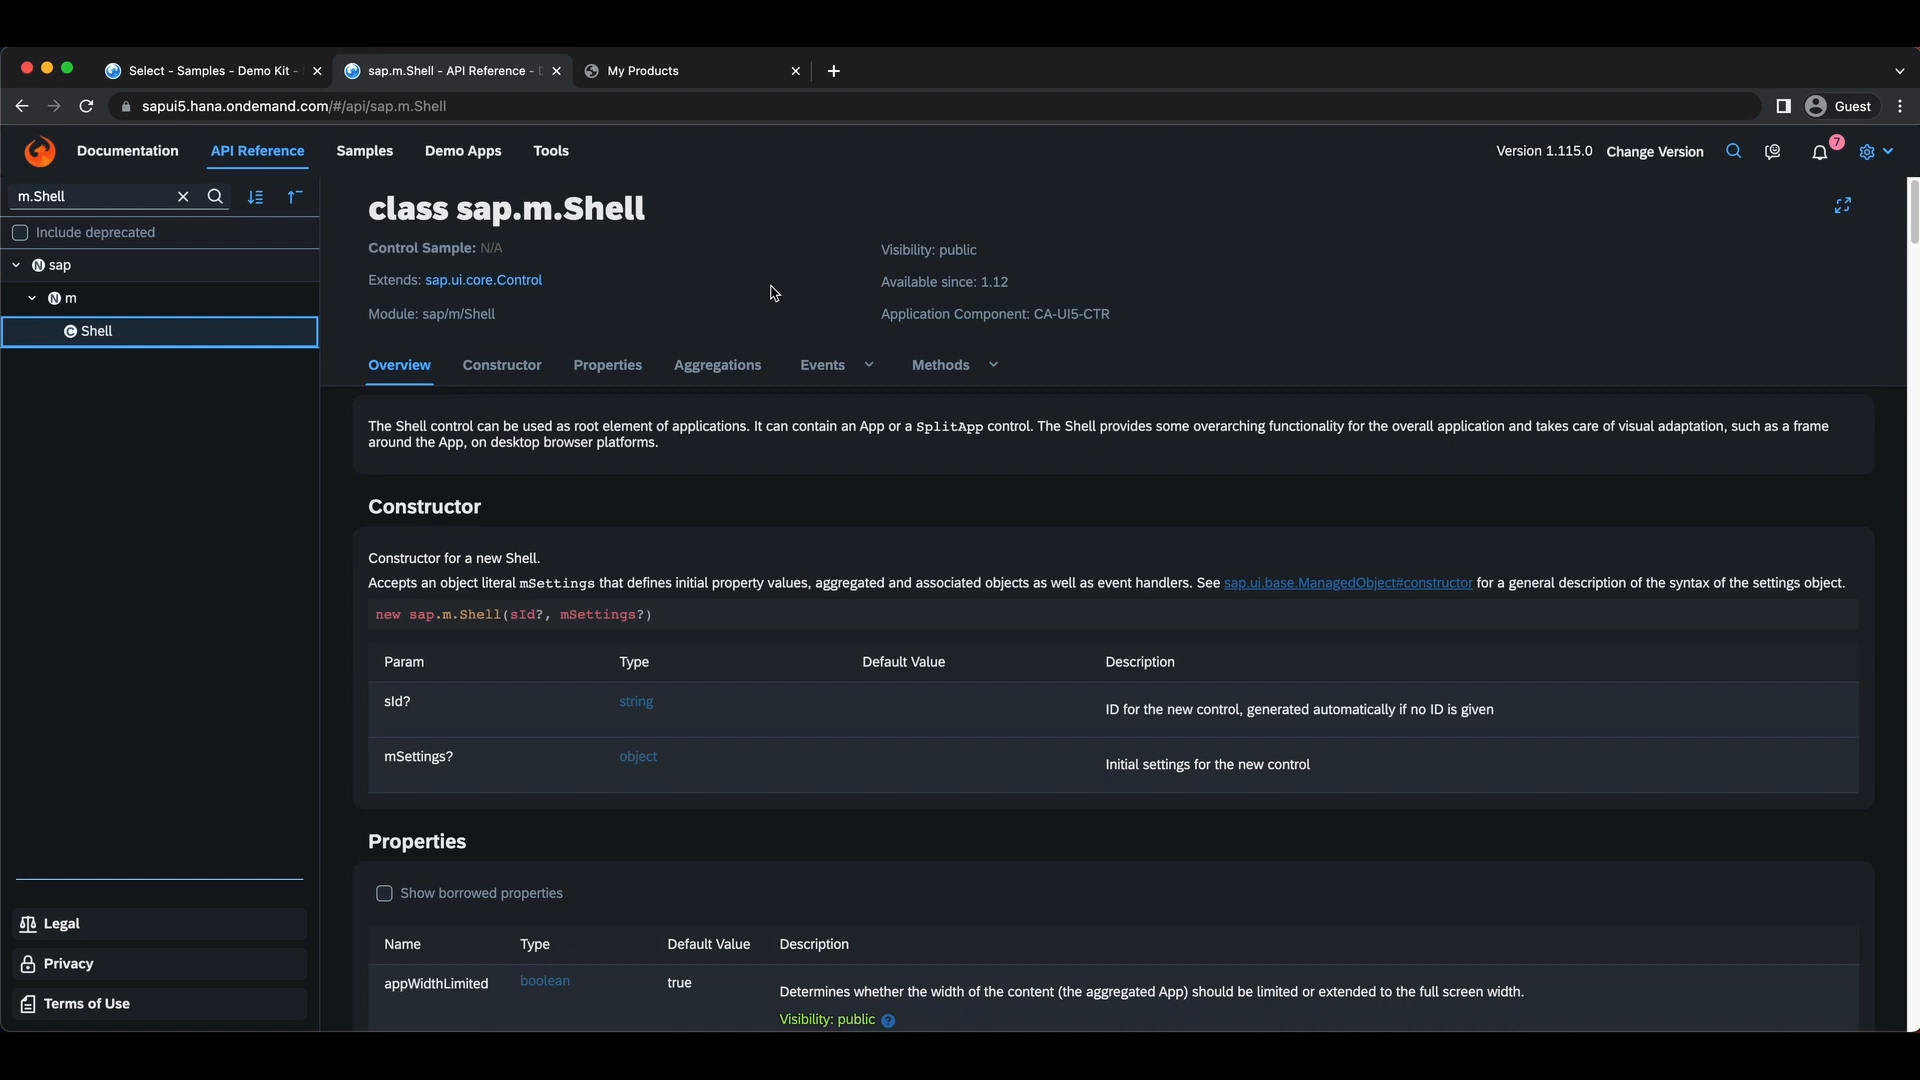 Select - Samples - Demo Kit -
sap.m.Shell - API Reference -
My Products
sapui5.hana.ondemand.com/#/api/sap.m.Shell
Guest
Documentation
API Reference
Samples
Demo Apps
Tools
Version 1.115.0
Change Version
7
m.Shell
Include deprecated
N sap
N m
C Shell
Legal
Privacy
Terms of Use
class sap.m.Shell
Control Sample: N/A
Visibility: public
Extends: sap.ui.core.Control
Available since: 1.12
Module: sap/m/Shell
Application Component: CA-UI5-CTR
Overview
Constructor
Properties
Aggregations
Events
Methods
The Shell control can be used as root element of applications. It can contain an App or a SplitApp control. The Shell provides some overarching functionality for the overall application and takes care of visual adaptation, such as a frame
around the App, on desktop browser platforms.
Constructor
Constructor for a new Shell.
Accepts an object literal mSettings that defines initial property values, aggregated and associated objects as well as event handlers. See sap.ui.base.ManagedObject#constructor for a general description of the syntax of the settings object.
new sap.m.Shell(sId?, mSettings?)
Param Type Default Value Description
sId? string ID for the new control, generated automatically if no ID is given
mSettings? object Initial settings for the new control
Properties
Show borrowed properties
Name Type Default Value Description
appWidthLimited boolean true Determines whether the width of the content (the aggregated App) should be limited or extended to the full screen width.
Visibility: public ?